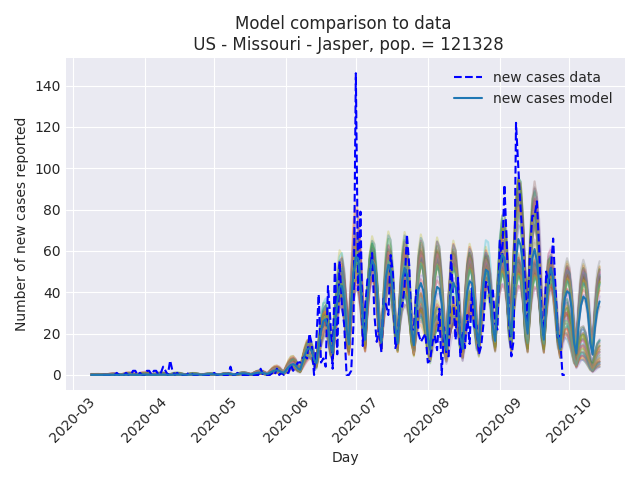 Model comparison to data
US - Missouri - Jasper, pop. = 121328
new cases data
new cases model
Number of new cases reported
140
120
100
80
60
40
20
0
2020-03
2020-04
2020-05
2020-06
2020-07
2020-08
2020-09
2020-10
Day